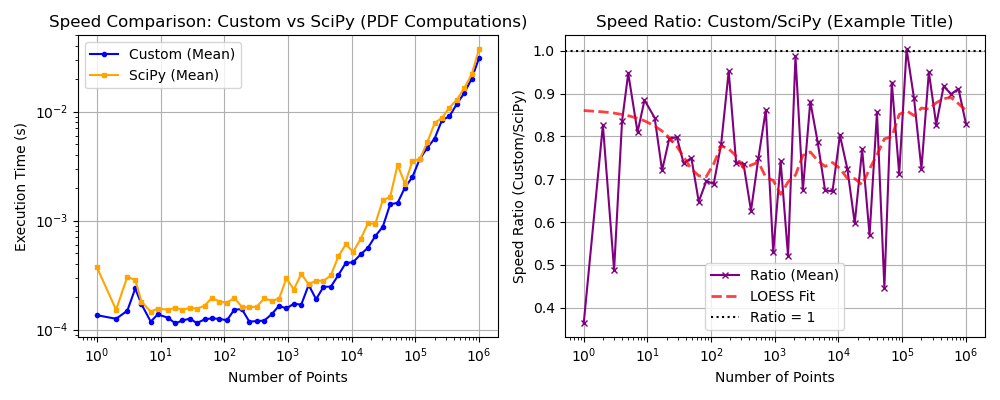 Speed Comparison: Custom vs SciPy (PDF Computations)
Custom (Mean)
SciPy (Mean)
Execution Time (s)
10⁻²
10⁻³
10⁻⁴
10⁰ 10¹ 10² 10³ 10⁴ 10⁵ 10⁶
Number of Points
Speed Ratio: Custom/SciPy (Example Title)
Speed Ratio (Custom/SciPy)
1.0
0.9
0.8
0.7
0.6
0.5
0.4
Ratio (Mean)
LOESS Fit
Ratio = 1
10⁰ 10¹ 10² 10³ 10⁴ 10⁵ 10⁶
Number of Points